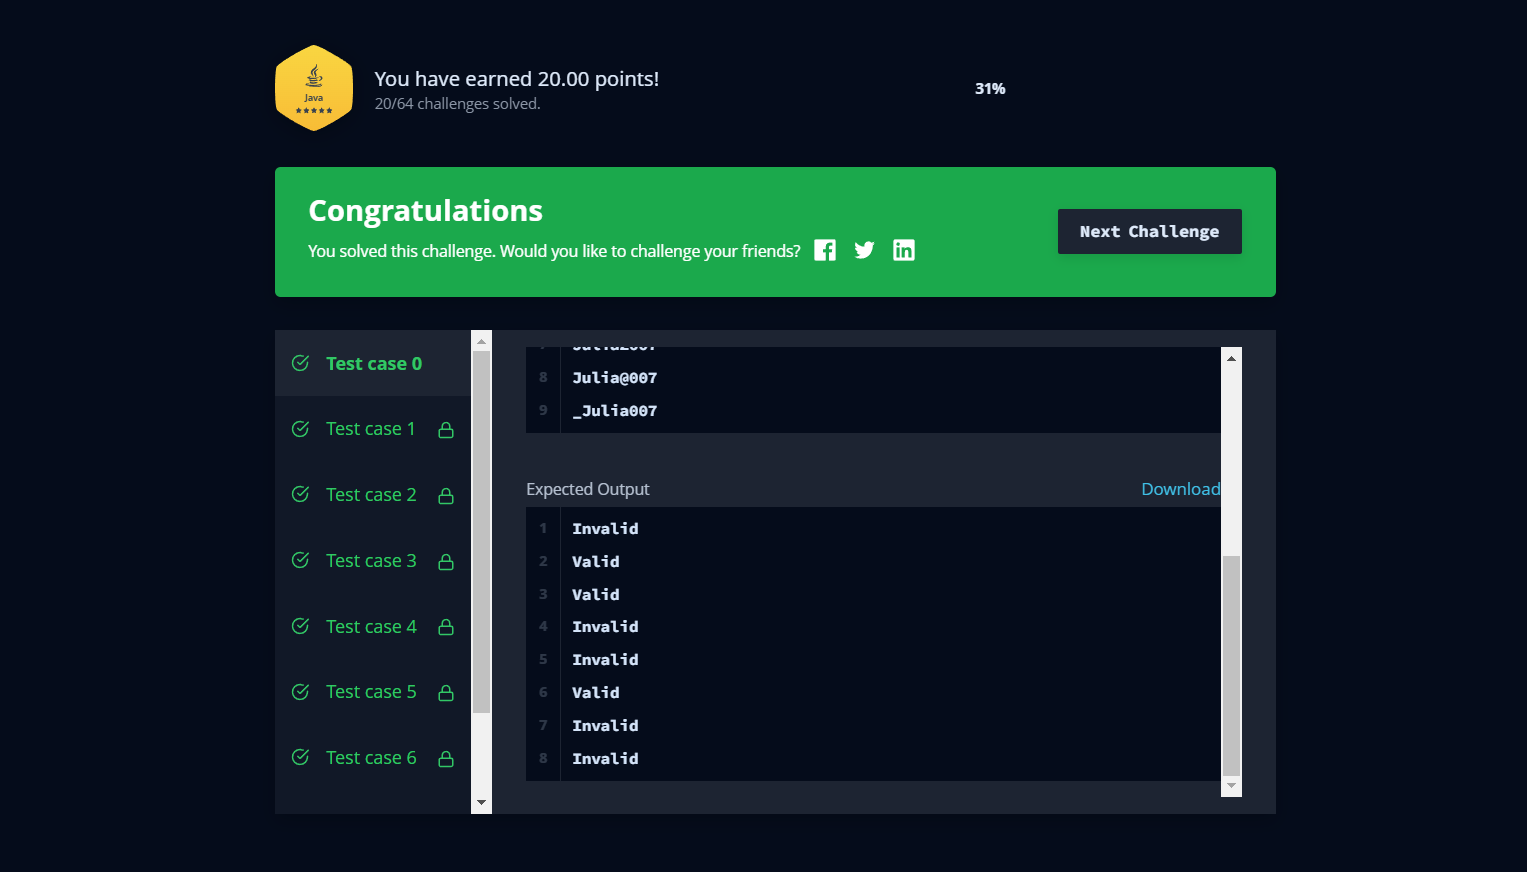 You have earned 20.00 points!
20/64 challenges solved.
31%
Java
Congratulations
You solved this challenge. Would you like to challenge your friends?
Next Challenge
Test case 0
Test case 1
Test case 2
Test case 3
Test case 4
Test case 5
Test case 6
8 Julia@007
9 _Julia007
Expected Output
Download
1 Invalid
2 Valid
3 Valid
4 Invalid
5 Invalid
6 Valid
7 Invalid
8 Invalid